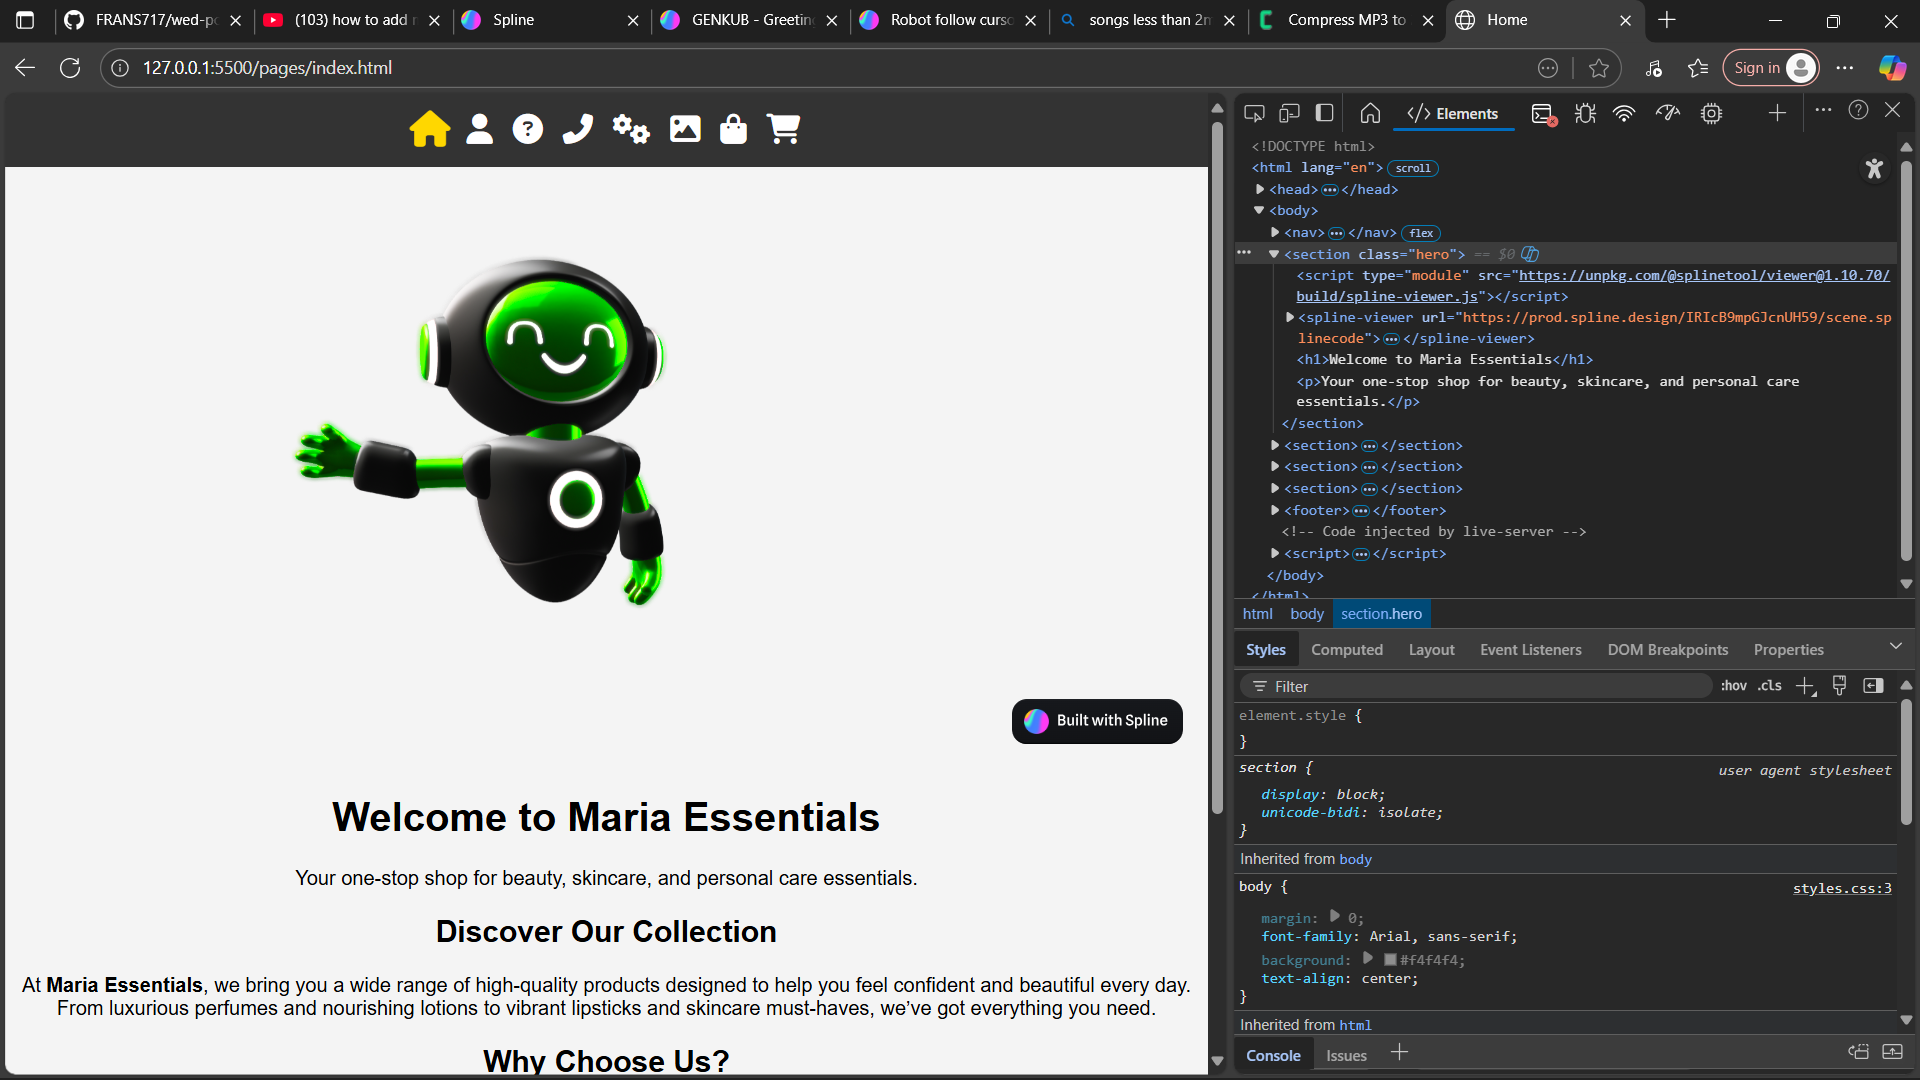 FRANS717/wed-po
(103) how to add m
Spline
GENKUB - Greeting
Robot follow curso
songs less than 2m
Compress MP3 to
Home
127.0.0.1:5500/pages/index.html
Sign in
Built with Spline
Welcome to Maria Essentials
Your one-stop shop for beauty, skincare, and personal care essentials.
Discover Our Collection
At Maria Essentials, we bring you a wide range of high-quality products designed to help you feel confident and beautiful every day.
From luxurious perfumes and nourishing lotions to vibrant lipsticks and skincare must-haves, we’ve got everything you need.
Why Choose Us?
</> Elements
<!DOCTYPE html>
<html lang="en"> scroll
<head> ••• </head>
<body>
<nav> ••• </nav> flex
••• <section class="hero"> == $0
<script type="module" src="https://unpkg.com/@splinetool/viewer@1.10.70/
build/spline-viewer.js"></script>
<spline-viewer url="https://prod.spline.design/IRIcB9mpGJcnUH59/scene.sp
linecode"> ••• </spline-viewer>
<h1>Welcome to Maria Essentials</h1>
<p>Your one-stop shop for beauty, skincare, and personal care
essentials.</p>
</section>
<section> ••• </section>
<section> ••• </section>
<section> ••• </section>
<footer> ••• </footer>
<!-- Code injected by live-server -->
<script> ••• </script>
</body>
</html>
html body section.hero
Styles Computed Layout Event Listeners DOM Breakpoints Properties
Filter :hov .cls
element.style {
}
section { user agent stylesheet
display: block;
unicode-bidi: isolate;
}
Inherited from body
body { styles.css:3
margin: 0;
font-family: Arial, sans-serif;
background: #f4f4f4;
text-align: center;
}
Inherited from html
Console Issues